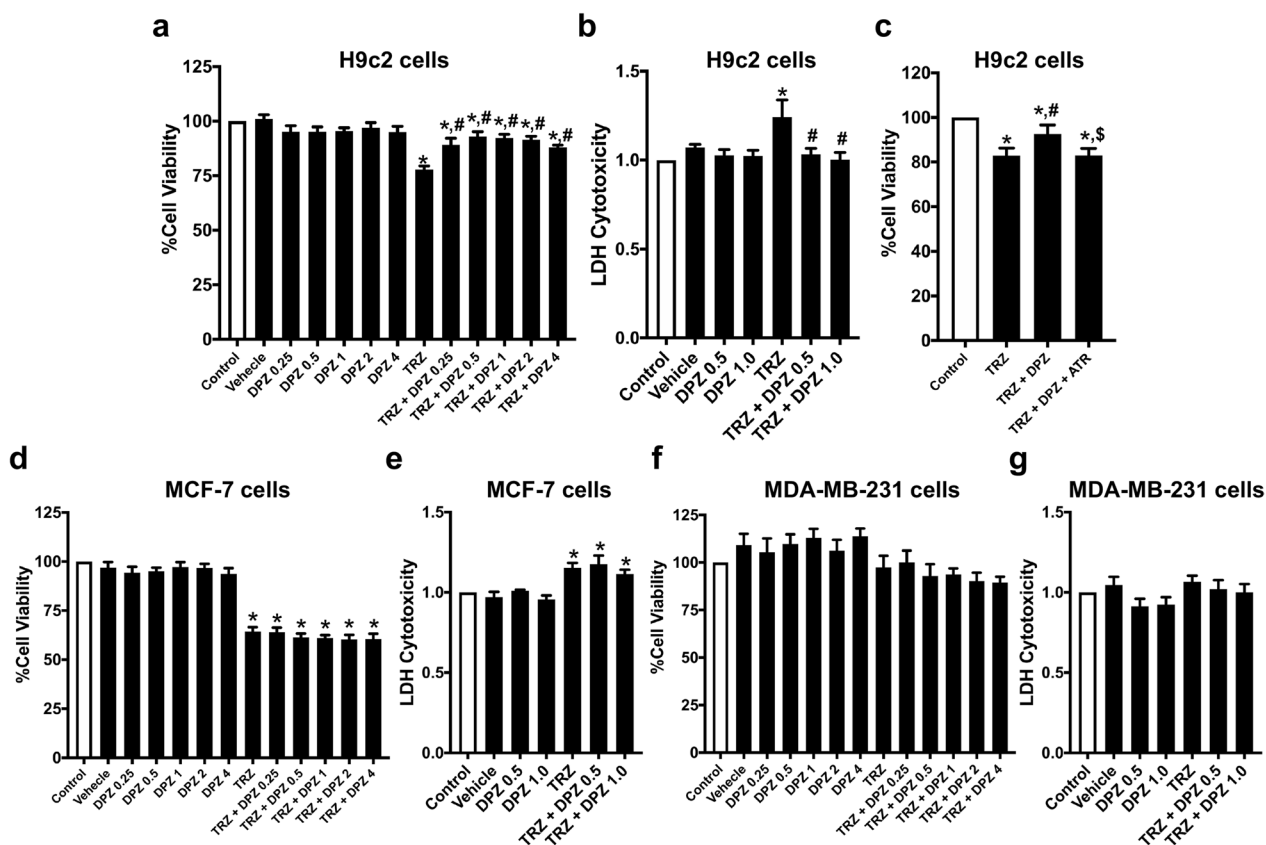 a
H9c2 cells
%Cell Viability
125
100
75
50
25
0
*
*,#
*,#
*,#
*,#
*,#
Control
Vehecle
DPZ 0.25
DPZ 0.5
DPZ 1
DPZ 2
DPZ 4
TRZ
TRZ + DPZ 0.25
TRZ + DPZ 0.5
TRZ + DPZ 1
TRZ + DPZ 2
TRZ + DPZ 4
b
H9c2 cells
LDH Cytotoxicity
1.5
1.0
0.5
0.0
*
#
#
Control
Vehicle
DPZ 0.5
DPZ 1.0
TRZ
TRZ + DPZ 0.5
TRZ + DPZ 1.0
c
H9c2 cells
%Cell Viability
120
100
80
60
40
20
0
*
*,#
*,$
Control
TRZ
TRZ + DPZ
TRZ + DPZ + ATR
d
MCF-7 cells
%Cell Viability
125
100
75
50
25
0
*
*
*
*
*
*
Control
Vehecle
DPZ 0.25
DPZ 0.5
DPZ 1
DPZ 2
DPZ 4
TRZ
TRZ + DPZ 0.25
TRZ + DPZ 0.5
TRZ + DPZ 1
TRZ + DPZ 2
TRZ + DPZ 4
e
MCF-7 cells
LDH Cytotoxicity
1.5
1.0
0.5
0.0
*
*
*
Control
Vehicle
DPZ 0.5
DPZ 1.0
TRZ
TRZ + DPZ 0.5
TRZ + DPZ 1.0
f
MDA-MB-231 cells
%Cell Viability
125
100
75
50
25
0
Control
Vehecle
DPZ 0.25
DPZ 0.5
DPZ 1
DPZ 2
DPZ 4
TRZ
TRZ + DPZ 0.25
TRZ + DPZ 0.5
TRZ + DPZ 1
TRZ + DPZ 2
TRZ + DPZ 4
g
MDA-MB-231 cells
LDH Cytotoxicity
1.5
1.0
0.5
0.0
Control
Vehicle
DPZ 0.5
DPZ 1.0
TRZ
TRZ + DPZ 0.5
TRZ + DPZ 1.0